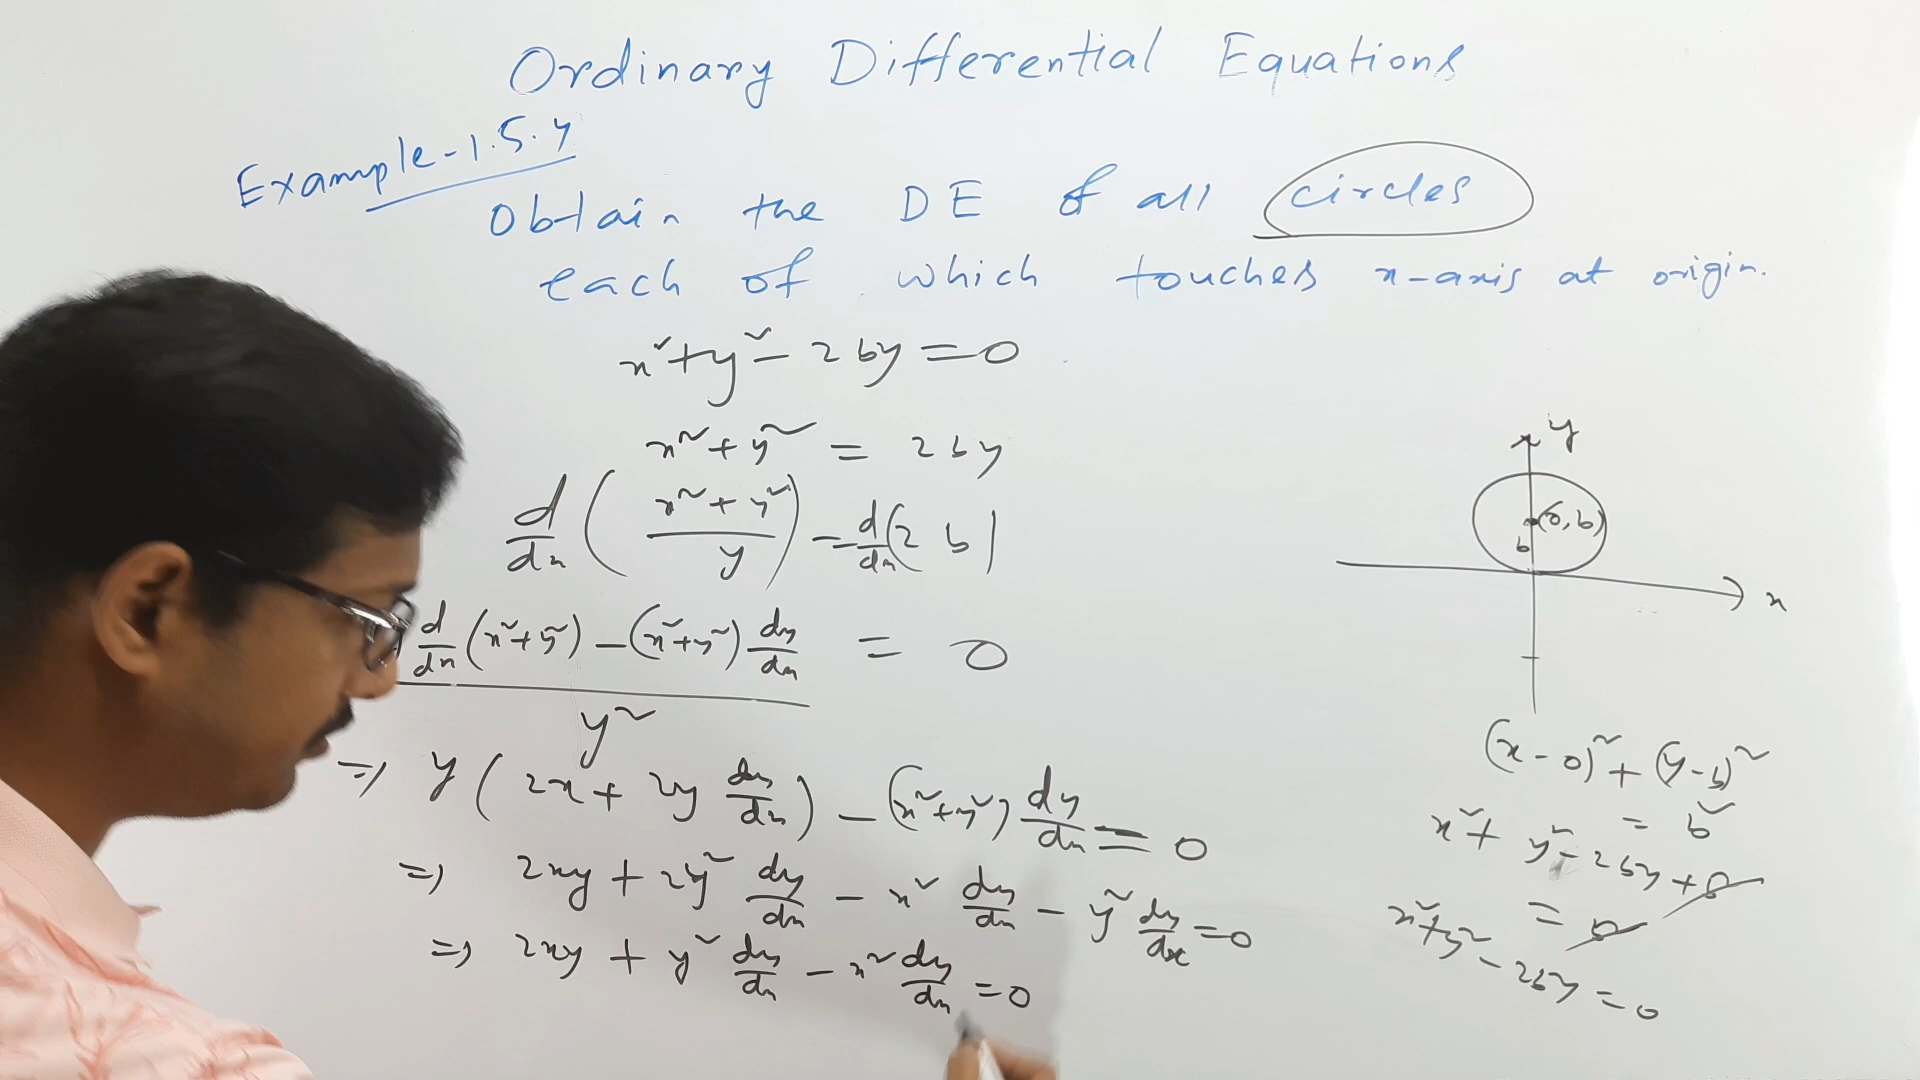 Ordinary Differential Equations
Example-1.5.4
Obtain the DE of all circles
each of which touches x-axis at origin.
x²+y²-2by=0
x²+y² = 2by
d/dx ( (x²+y²)/y ) = d/dx (2b)
d/dx (x²+y²) - (x²+y²) dy/dx = 0
y²
⇒ y (2x + 2y dy/dx) - (x²+y²) dy/dx = 0
⇒ 2xy + 2y² dy/dx - x² dy/dx - y² dy/dx = 0
⇒ 2xy + y² dy/dx - x² dy/dx = 0
y
(0,b)
b
x
(x-0)² + (y-b)²
= b²
x² + y² - 2by + b²
= b²
x²+y² - 2by = 0